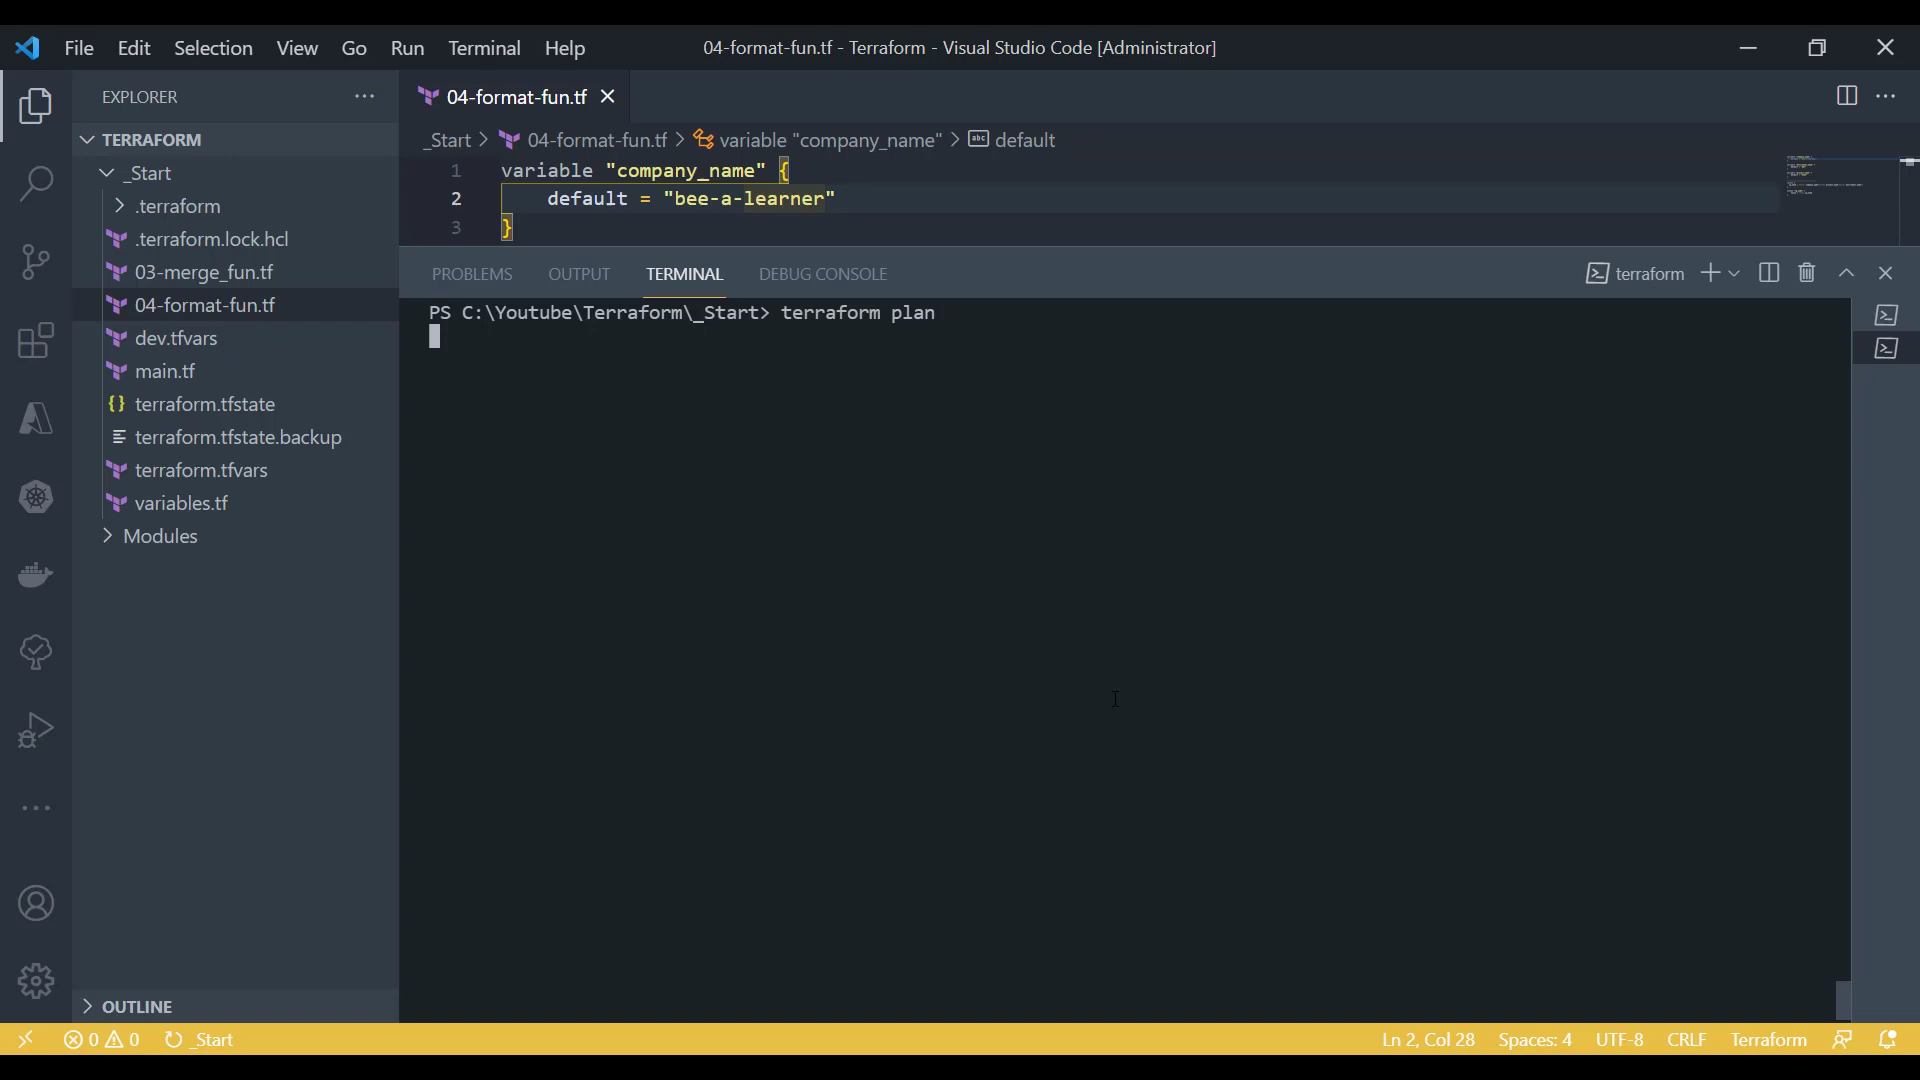 File Edit Selection View Go Run Terminal Help
04-format-fun.tf - Terraform - Visual Studio Code [Administrator]
EXPLORER
TERRAFORM
_Start
.terraform
.terraform.lock.hcl
03-merge_fun.tf
04-format-fun.tf
dev.tfvars
main.tf
terraform.tfstate
terraform.tfstate.backup
terraform.tfvars
variables.tf
Modules
OUTLINE
04-format-fun.tf
_Start > 04-format-fun.tf > variable "company_name" > abc default
1 variable "company_name" {
2 default = "bee-a-learner"
3 }
PROBLEMS OUTPUT TERMINAL DEBUG CONSOLE
terraform
PS C:\Youtube\Terraform\_Start> terraform plan
0 0 _Start
Ln 2, Col 28 Spaces: 4 UTF-8 CRLF Terraform